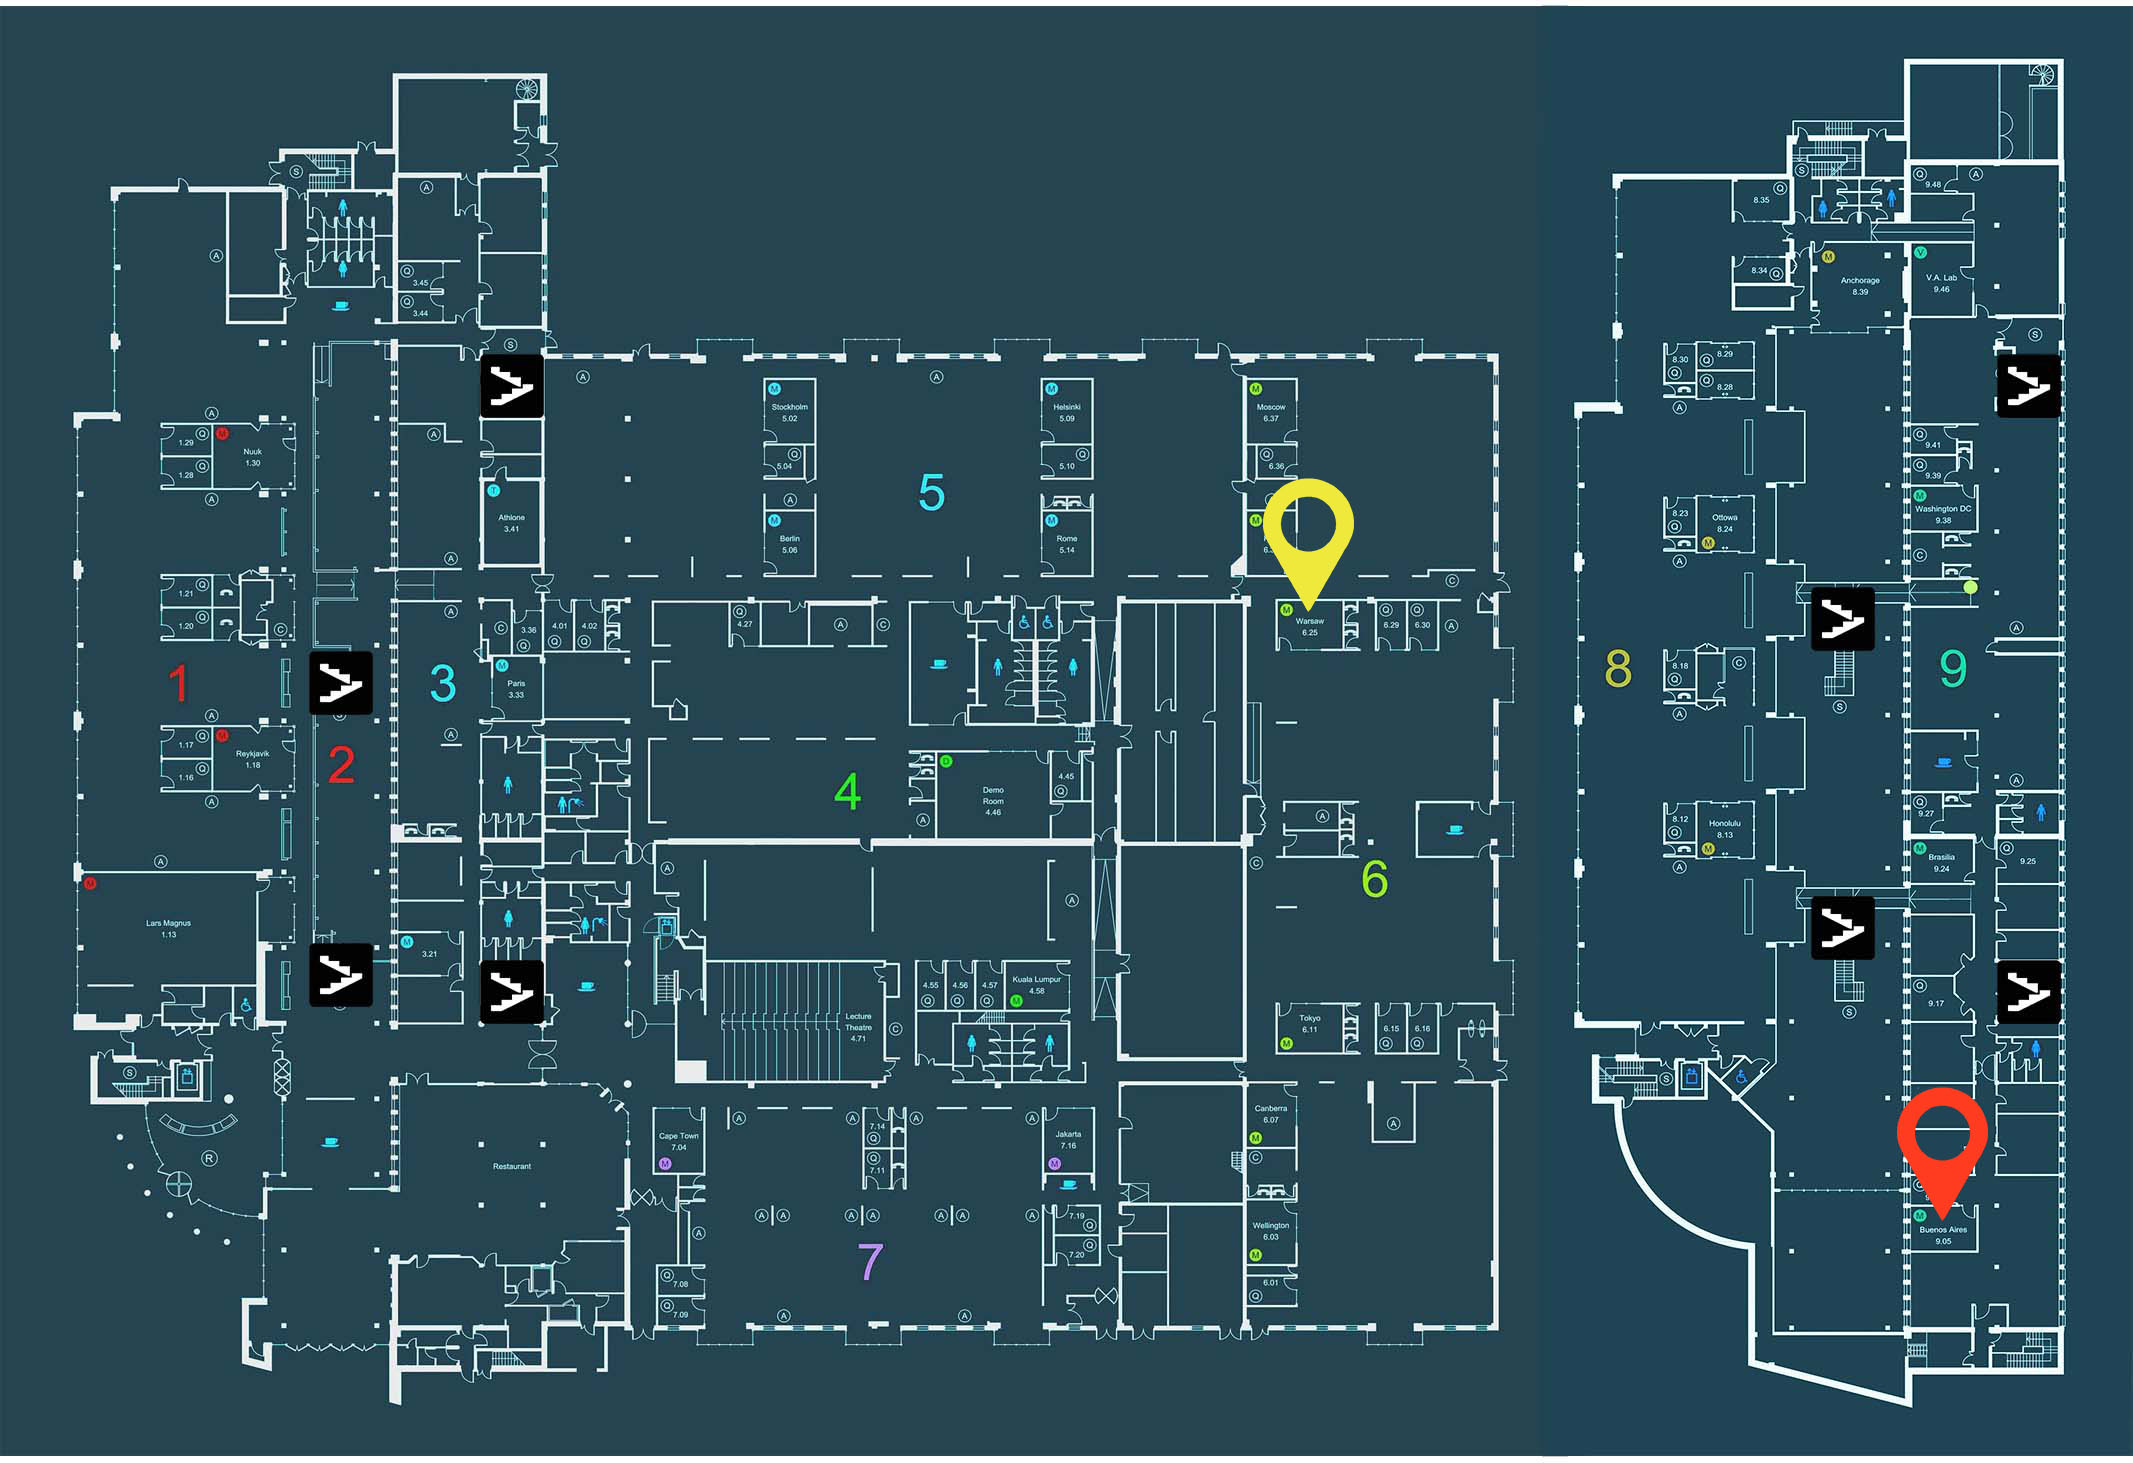 S
A
A
3.45
Q
3.44
Q
S
A
A
A
1.29
Q
M
Nuuk
1.30
1.28
Q
A
A
T
Athlone
3.41
A
1.21
Q
1.20
Q
C
A
C
3.36
Q
4.01
Q
4.02
Q
M
Paris
3.33
1
2
3
A
A
1.17
Q
M
Reykjavik
1.18
1.16
Q
A
A
M
Lars Magnus
1.13
M
3.21
S
R
Restaurant
A
M
Stockholm
5.02
Q
5.04
A
M
Berlin
5.06
A
5
M
Helsinki
5.09
Q
5.10
M
Rome
5.14
M
Moscow
6.37
Q
6.36
M
C
M
Warsaw
6.25
Q
6.29
Q
6.30
A
Q
4.27
A
C
4
D
Demo
Room
4.46
A
4.45
Q
A
A
Lecture
Theatre
4.71
C
4.55
Q
4.56
Q
4.57
Q
Kuala Lumpur
4.58
M
A
C
6
Tokyo
6.11
M
6.15
Q
6.16
Q
Cape Town
7.04
M
A
A
7.14
Q
Q
7.11
A
A
Jakarta
7.16
M
A
A
A
A
A
A
A
A
7
7.19
Q
7.20
Q
Q
7.08
Q
7.09
A
A
Canberra
6.07
M
C
Wellington
6.03
M
6.01
Q
A
S
Q
8.35
8.34
Q
M
Anchorage
8.39
Q
9.48
A
V
V.A. Lab
9.46
S
8.30
Q
8.29
Q
8.28
Q
A
Q
9.41
Q
9.39
M
Washington DC
9.38
C
8.23
Q
Ottowa
8.24
M
A
A
8
9
8.18
Q
C
A
S
8.12
Q
Honolulu
8.13
M
A
A
Q
9.27
M
Brasilia
9.24
Q
9.25
Q
9.17
S
S
Q
M
Buenos Aires
9.05